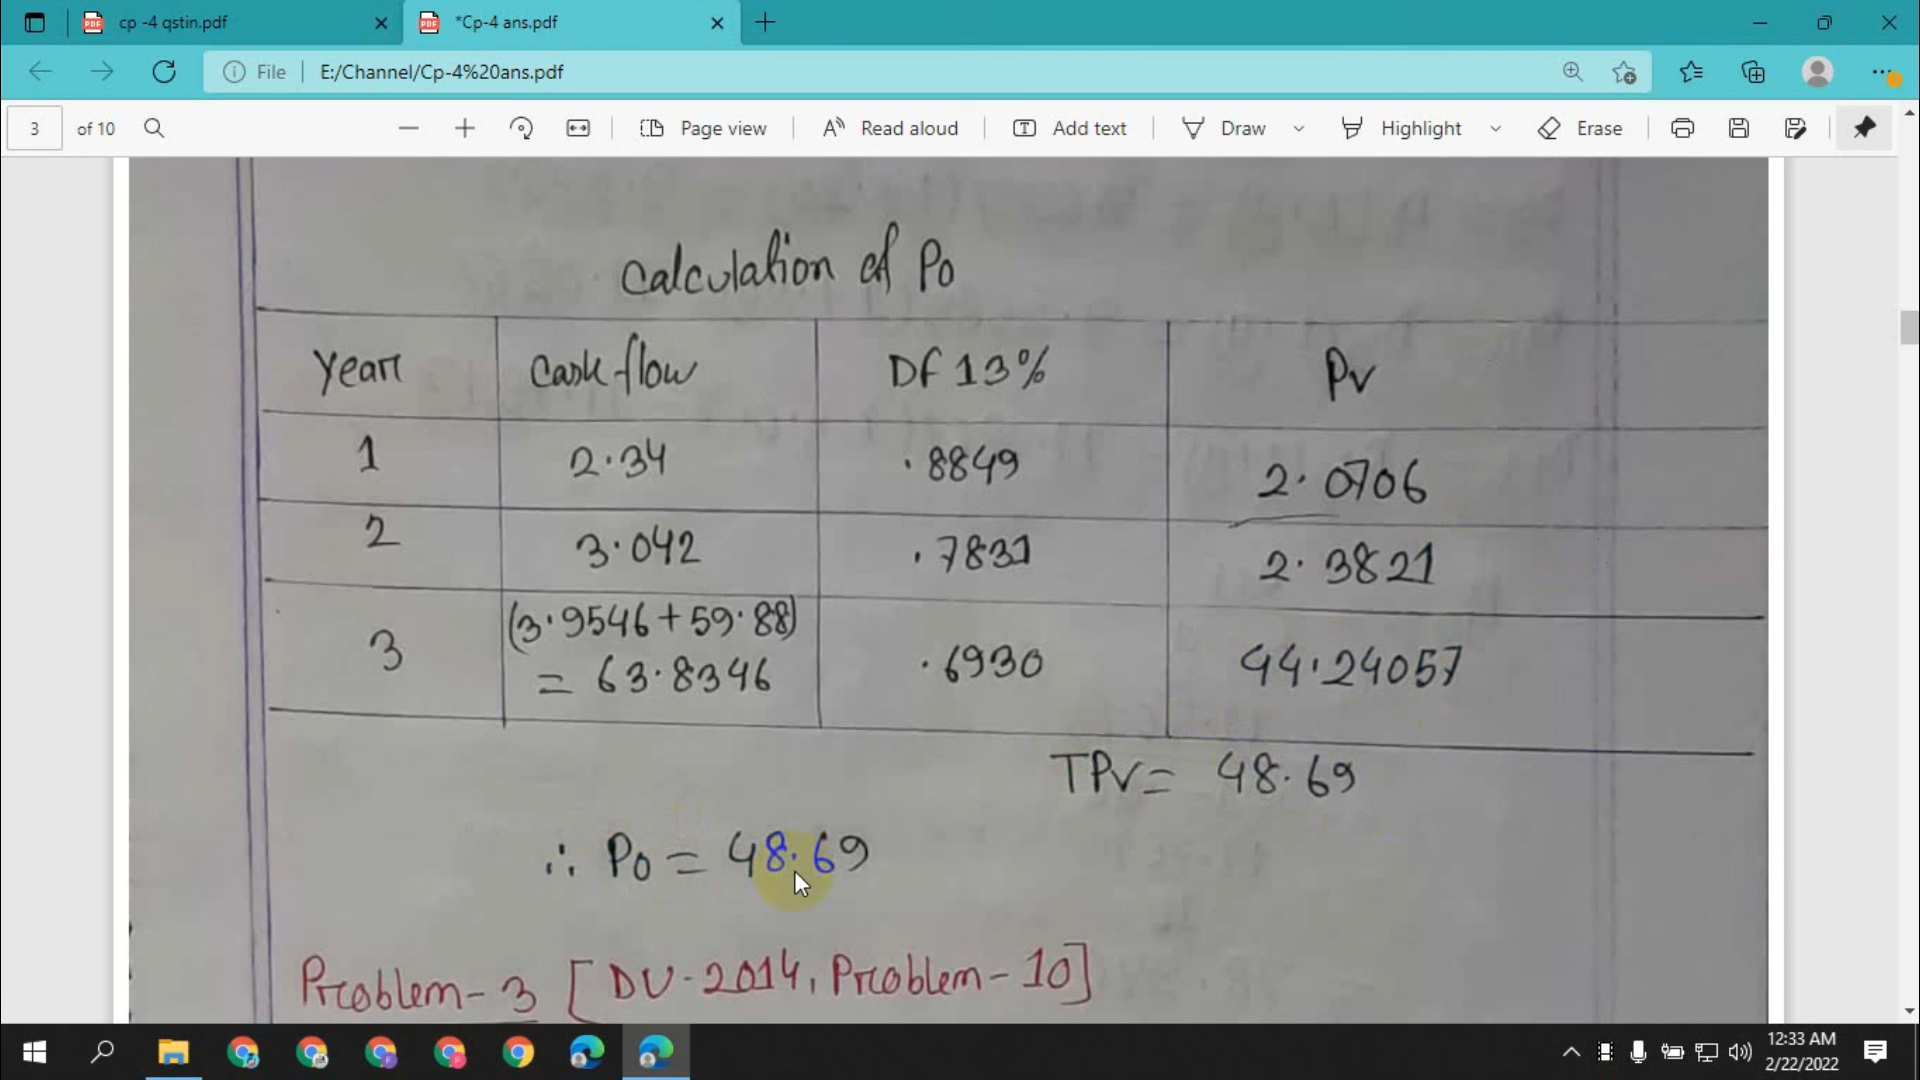 cp -4 qstin.pdf
*Cp-4 ans.pdf
File
E:/Channel/Cp-4%20ans.pdf
3 of 10
Page view
Read aloud
Add text
Draw
Highlight
Erase
Calculation of Po
Year Cash flow DF 13% Pv
1 2.34 .8849 2.0706
2 3.042 .7831 2.3821
3 (3.9546+59.88) = 63.8346 .6930 44.24057
TPv= 48.69
∴ Po = 48.69
Problem-3 [DU-2014, Problem-10]
12:33 AM
2/22/2022